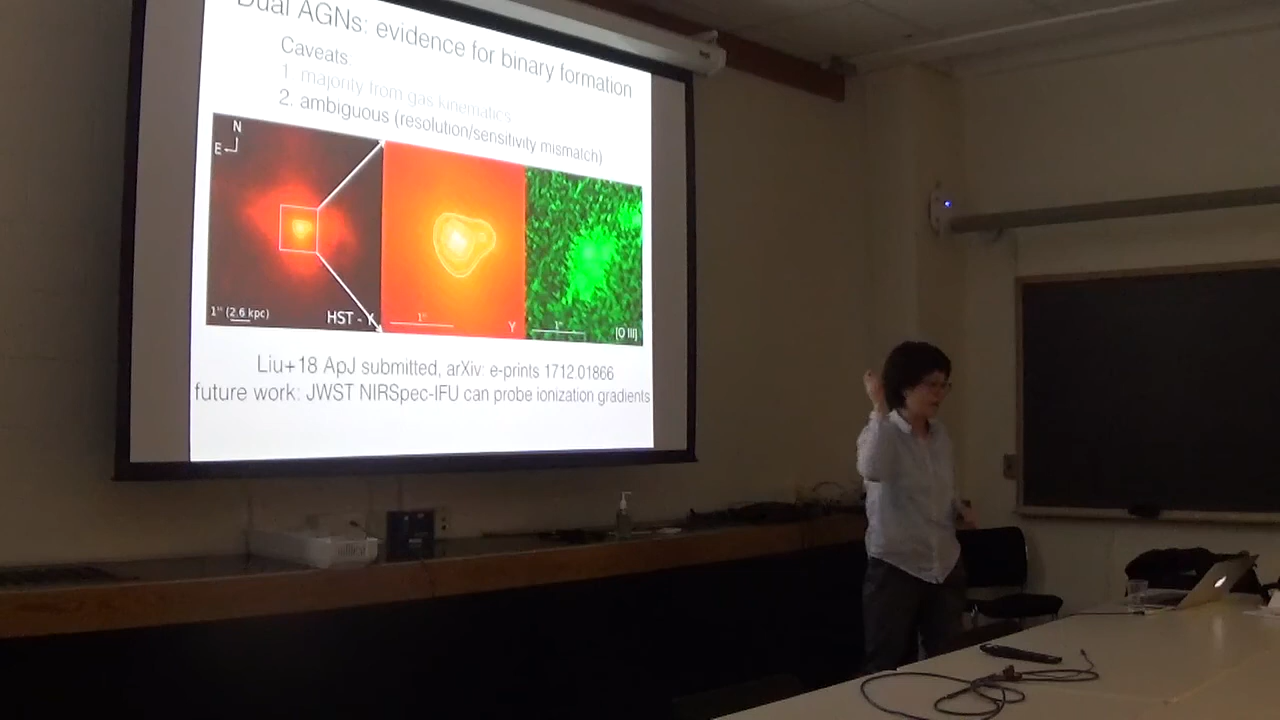 Dual AGNs: evidence for binary formation
Caveats
1. majority from gas kinematics
2. ambiguous (resolution/sensitivity mismatch)
N
E
1" (2.6 kpc)
HST - Y
1"
Y
1"
[O III]
Liu+18 ApJ submitted, arXiv: e-prints 1712.01866
future work: JWST NIRSpec-IFU can probe ionization gradients